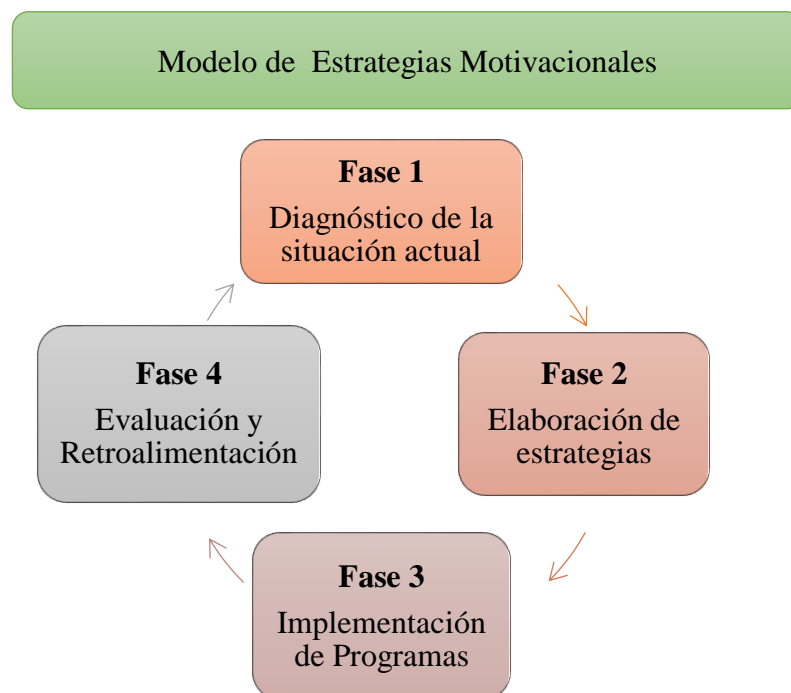 Modelo de Estrategias Motivacionales
Fase 1
Diagnóstico de la
situación actual
Fase 2
Elaboración de
estrategias
Fase 3
Implementación
de Programas
Fase 4
Evaluación y
Retroalimentación